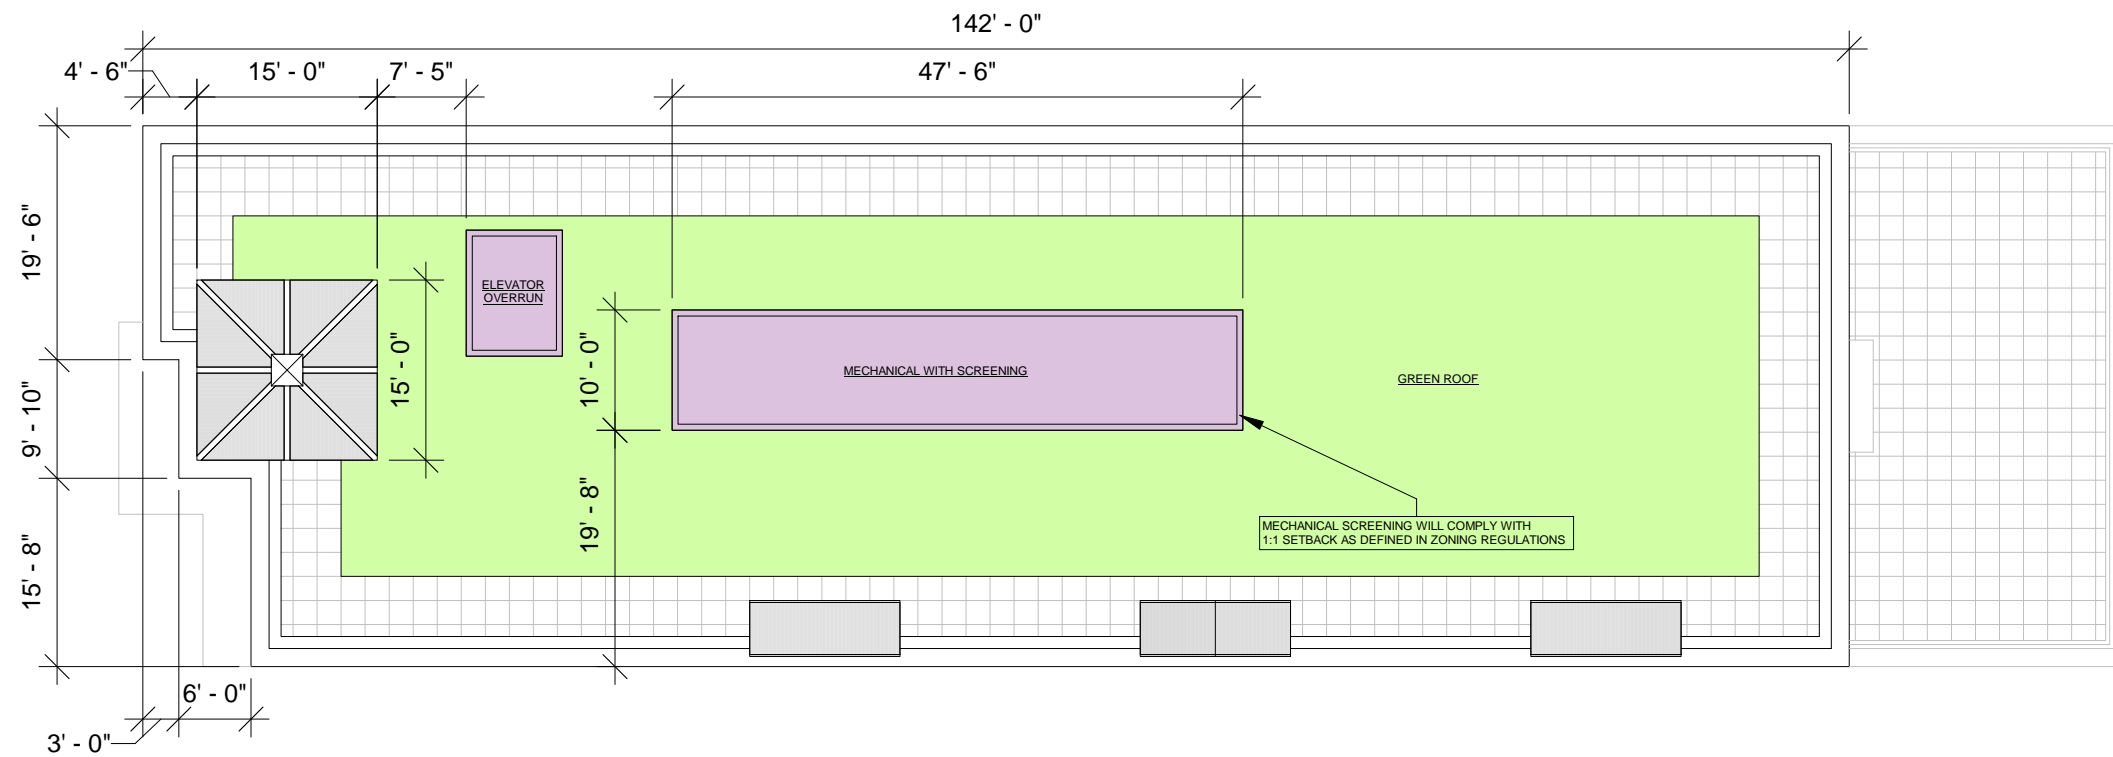 142' - 0"
4' - 6"
15' - 0"
7' - 5"
47' - 6"
19' - 6"
9' - 10"
15' - 8"
ELEVATOR
OVERRUN
15' - 0"
10' - 0"
19' - 8"
MECHANICAL WITH SCREENING
GREEN ROOF
MECHANICAL SCREENING WILL COMPLY WITH
1:1 SETBACK AS DEFINED IN ZONING REGULATIONS
6' - 0"
3' - 0"